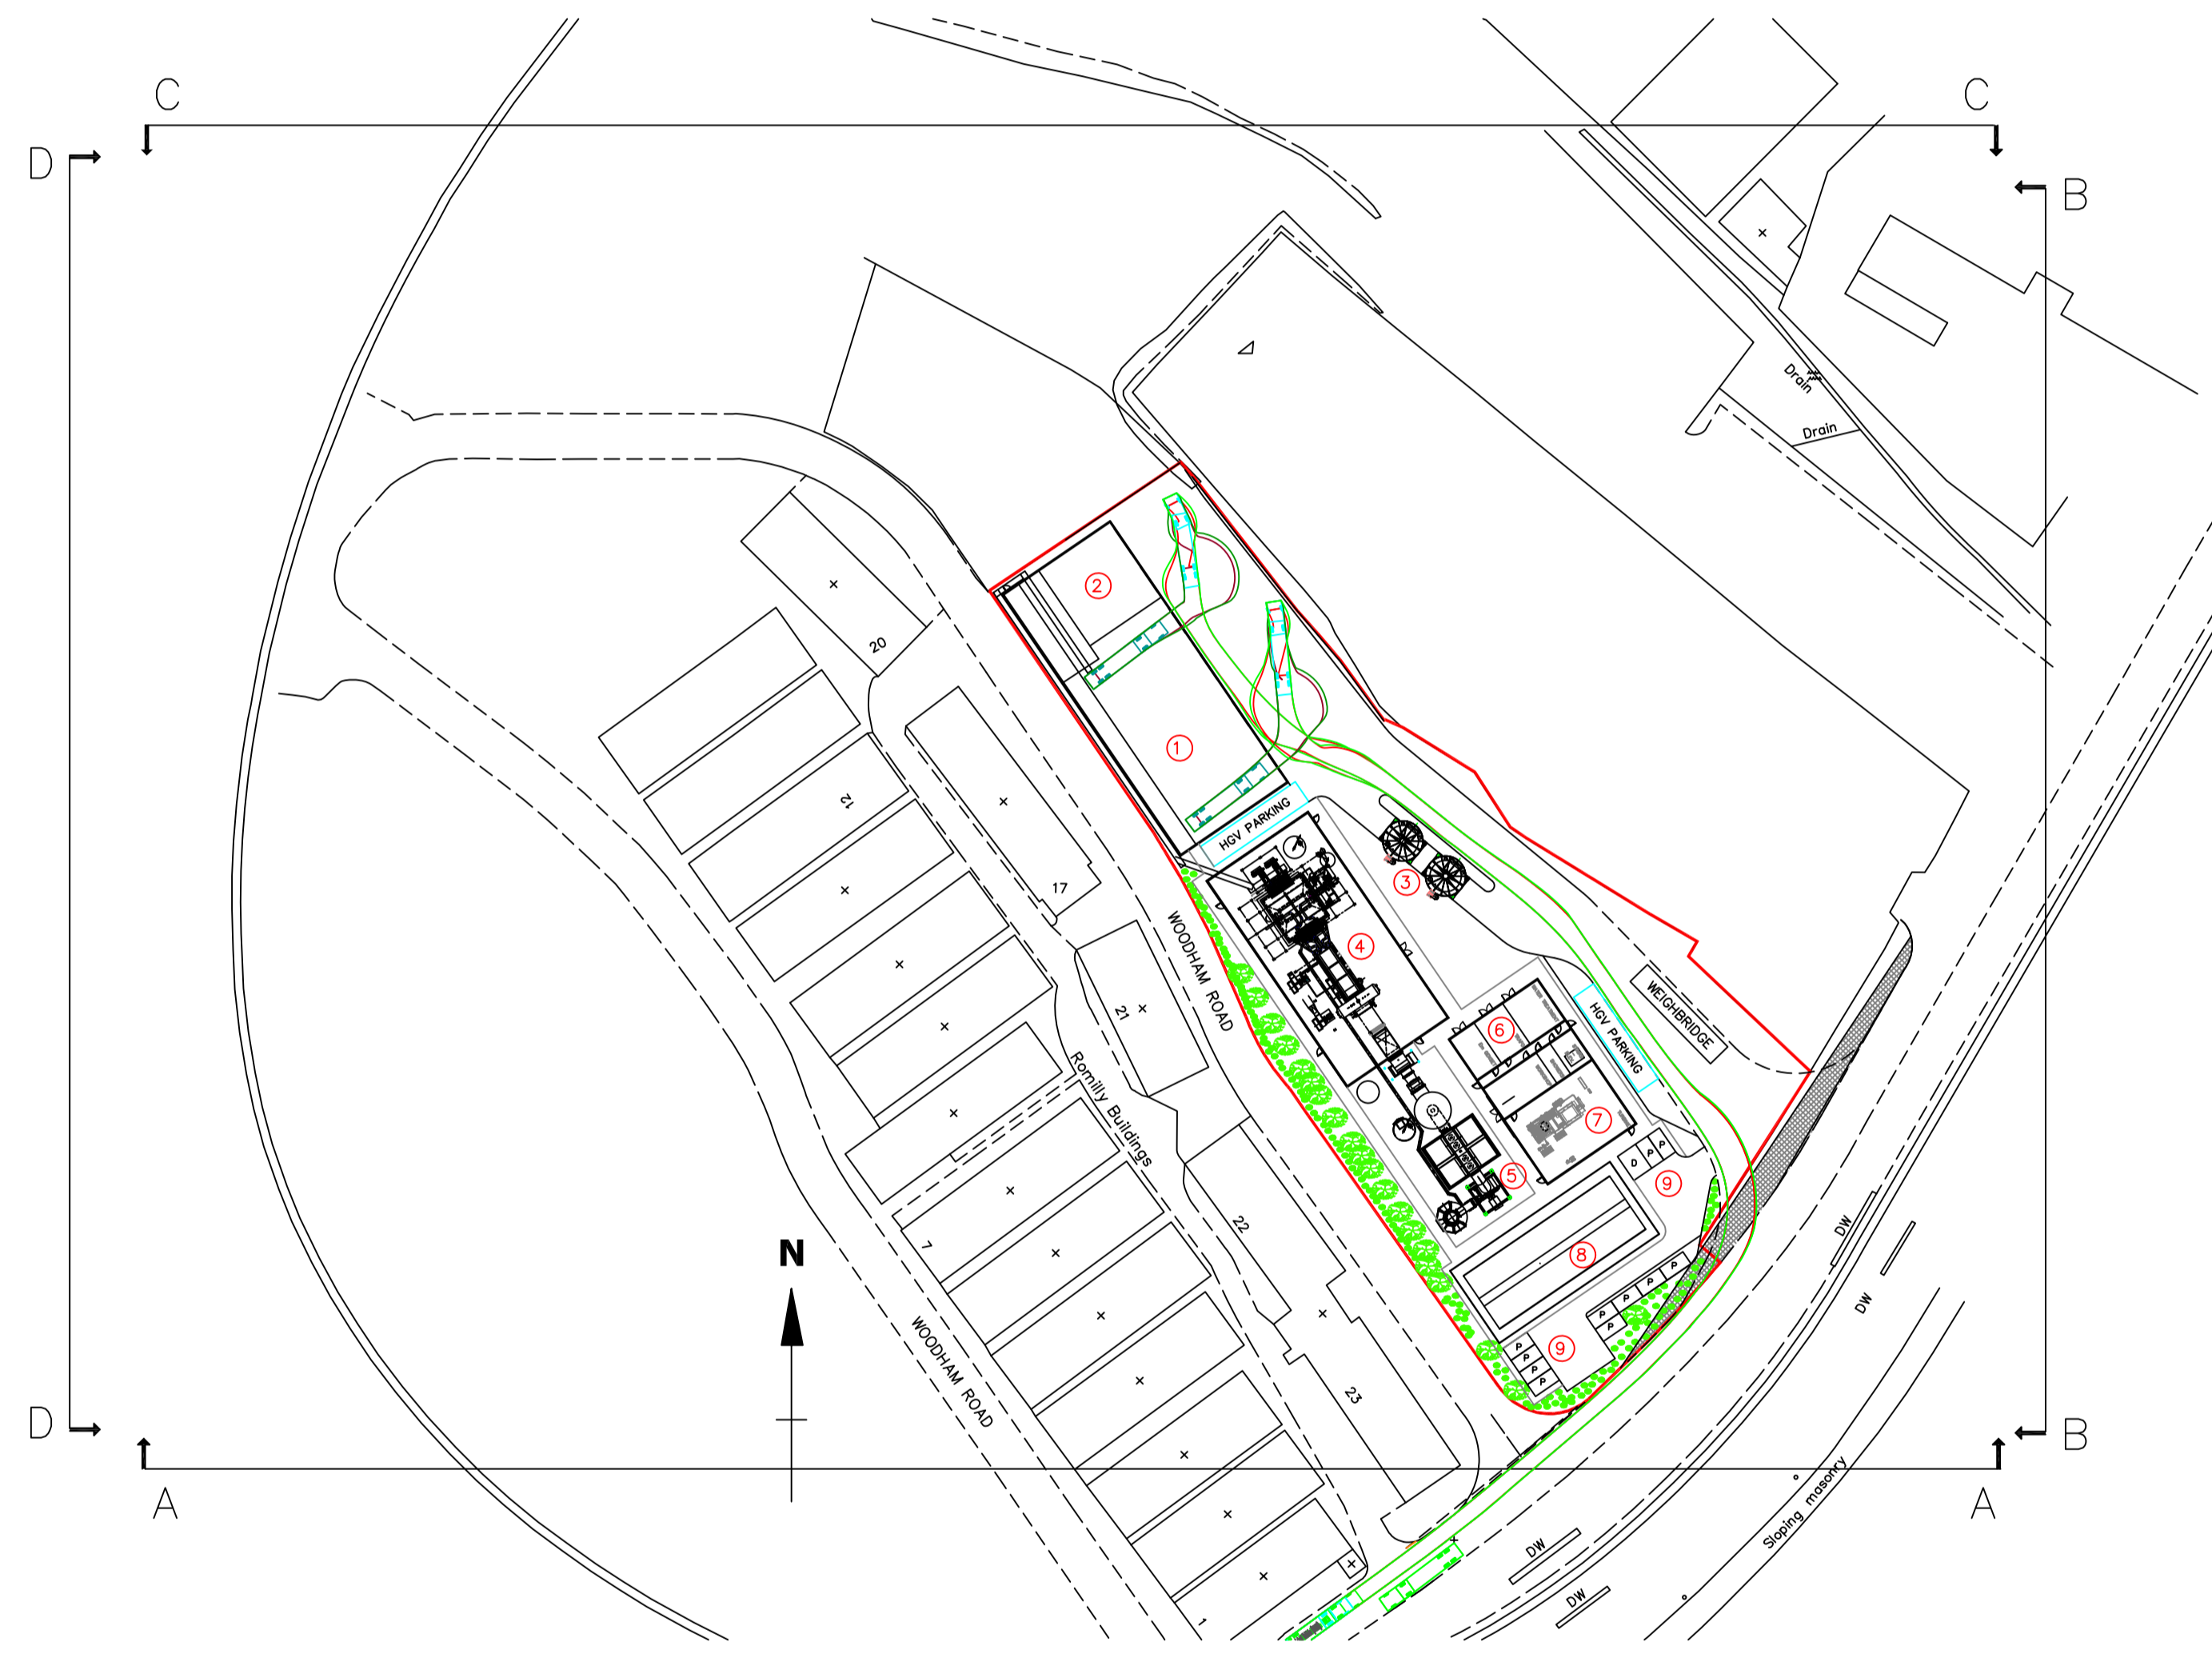 C
C
D
B
Drain
Drain
2
20
1
12
HGV PARKING
17
3
WOODHAM ROAD
4
21
WEIGHBRIDGE
HGV PARKING
6
Romilly Buildings
7
P
D P P
5
9
7
22
DW
N
8
P
P
P
P
P
DW
WOODHAM ROAD
9
P
P
P
P
23
D
B
A
A
Sloping masonry
DW
DW
1